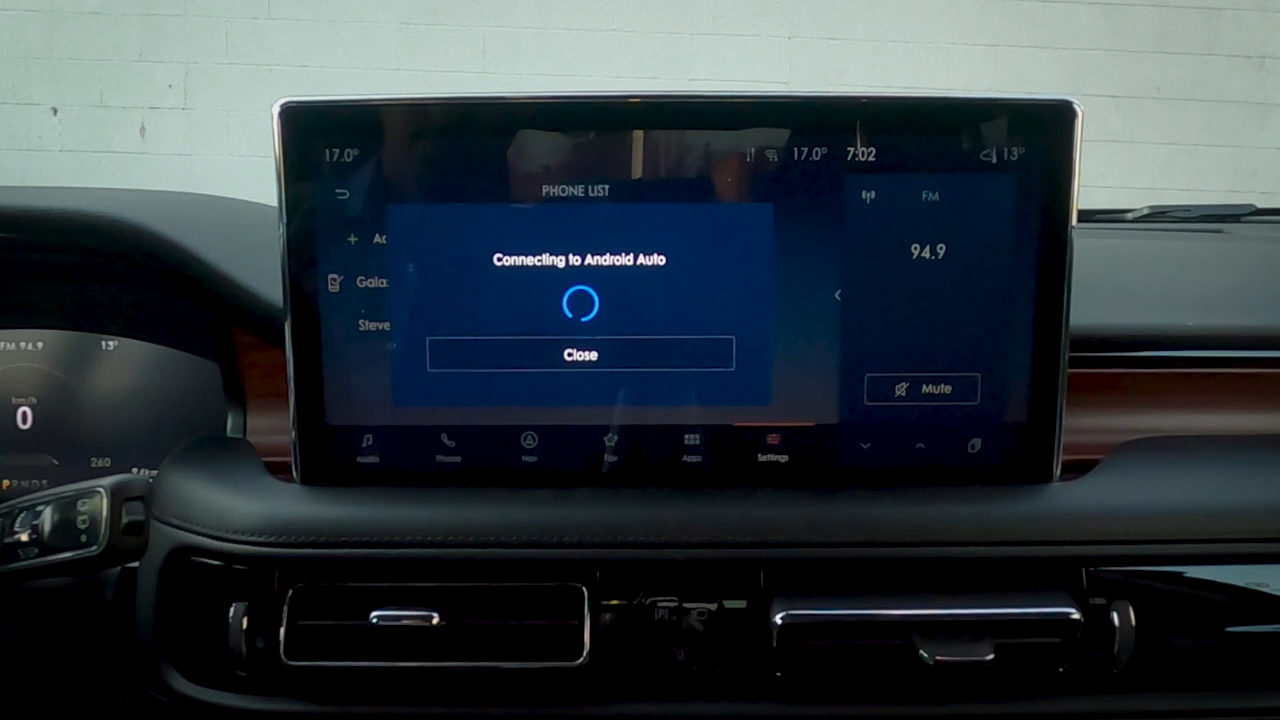 17.0°
17.0° 7:02
13°
PHONE LIST
FM
94.9
Connecting to Android Auto
Close
Mute
Audio
Phone
Nav
Fav
Apps
Settings
FM 94.9
13°
km/h
0
260
PRNDS